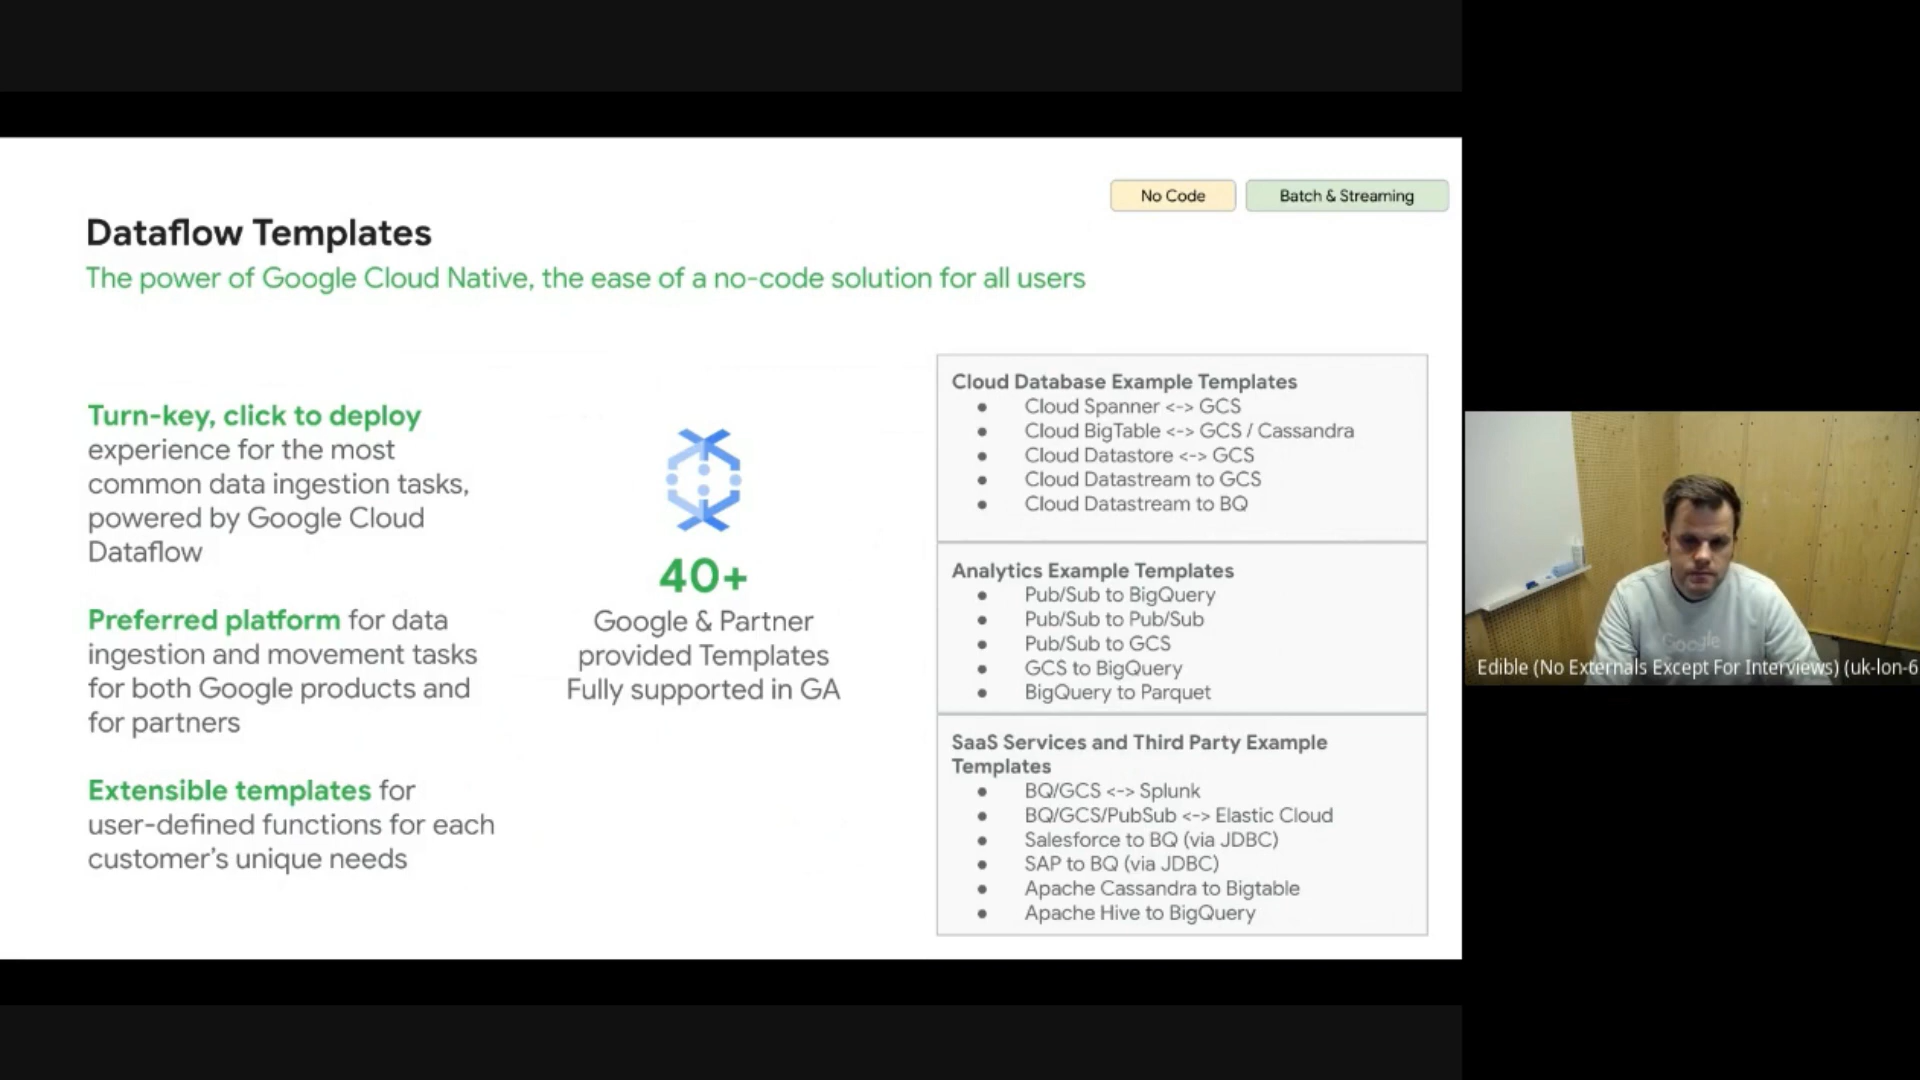 No Code
Batch & Streaming
Dataflow Templates
The power of Google Cloud Native, the ease of a no-code solution for all users
Turn-key, click to deploy
experience for the most
common data ingestion tasks,
powered by Google Cloud
Dataflow
Preferred platform for data
ingestion and movement tasks
for both Google products and
for partners
Extensible templates for
user-defined functions for each
customer's unique needs
40+
Google & Partner
provided Templates
Fully supported in GA
Cloud Database Example Templates
● Cloud Spanner <-> GCS
● Cloud BigTable <-> GCS / Cassandra
● Cloud Datastore <-> GCS
● Cloud Datastream to GCS
● Cloud Datastream to BQ
Analytics Example Templates
● Pub/Sub to BigQuery
● Pub/Sub to Pub/Sub
● Pub/Sub to GCS
● GCS to BigQuery
● BigQuery to Parquet
SaaS Services and Third Party Example
Templates
● BQ/GCS <-> Splunk
● BQ/GCS/PubSub <-> Elastic Cloud
● Salesforce to BQ (via JDBC)
● SAP to BQ (via JDBC)
● Apache Cassandra to Bigtable
● Apache Hive to BigQuery
Google
Edible (No Externals Except For Interviews) (uk-lon-6